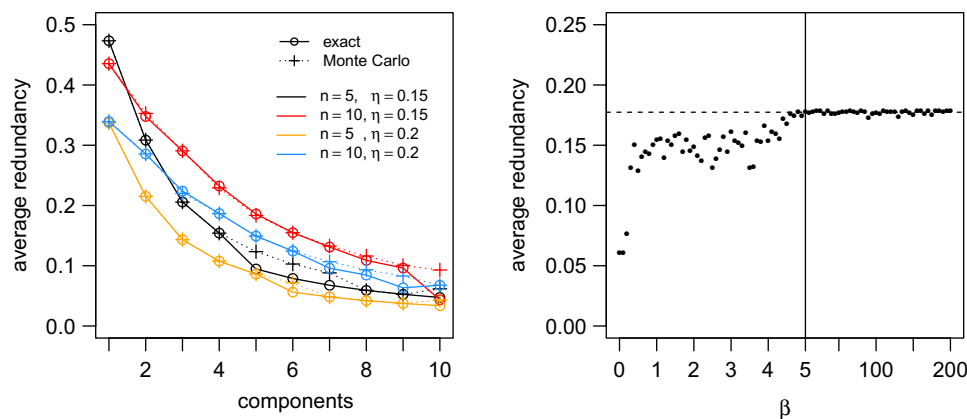 average redundancy
0.5
0.4
0.3
0.2
0.1
0.0
2
4
6
8
10
components
exact
Monte Carlo
n = 5, η = 0.15
n = 10, η = 0.15
n = 5 , η = 0.2
n = 10, η = 0.2
average redundancy
0.25
0.20
0.15
0.10
0.05
0.00
0
1
2
3
4
5
100
200
β